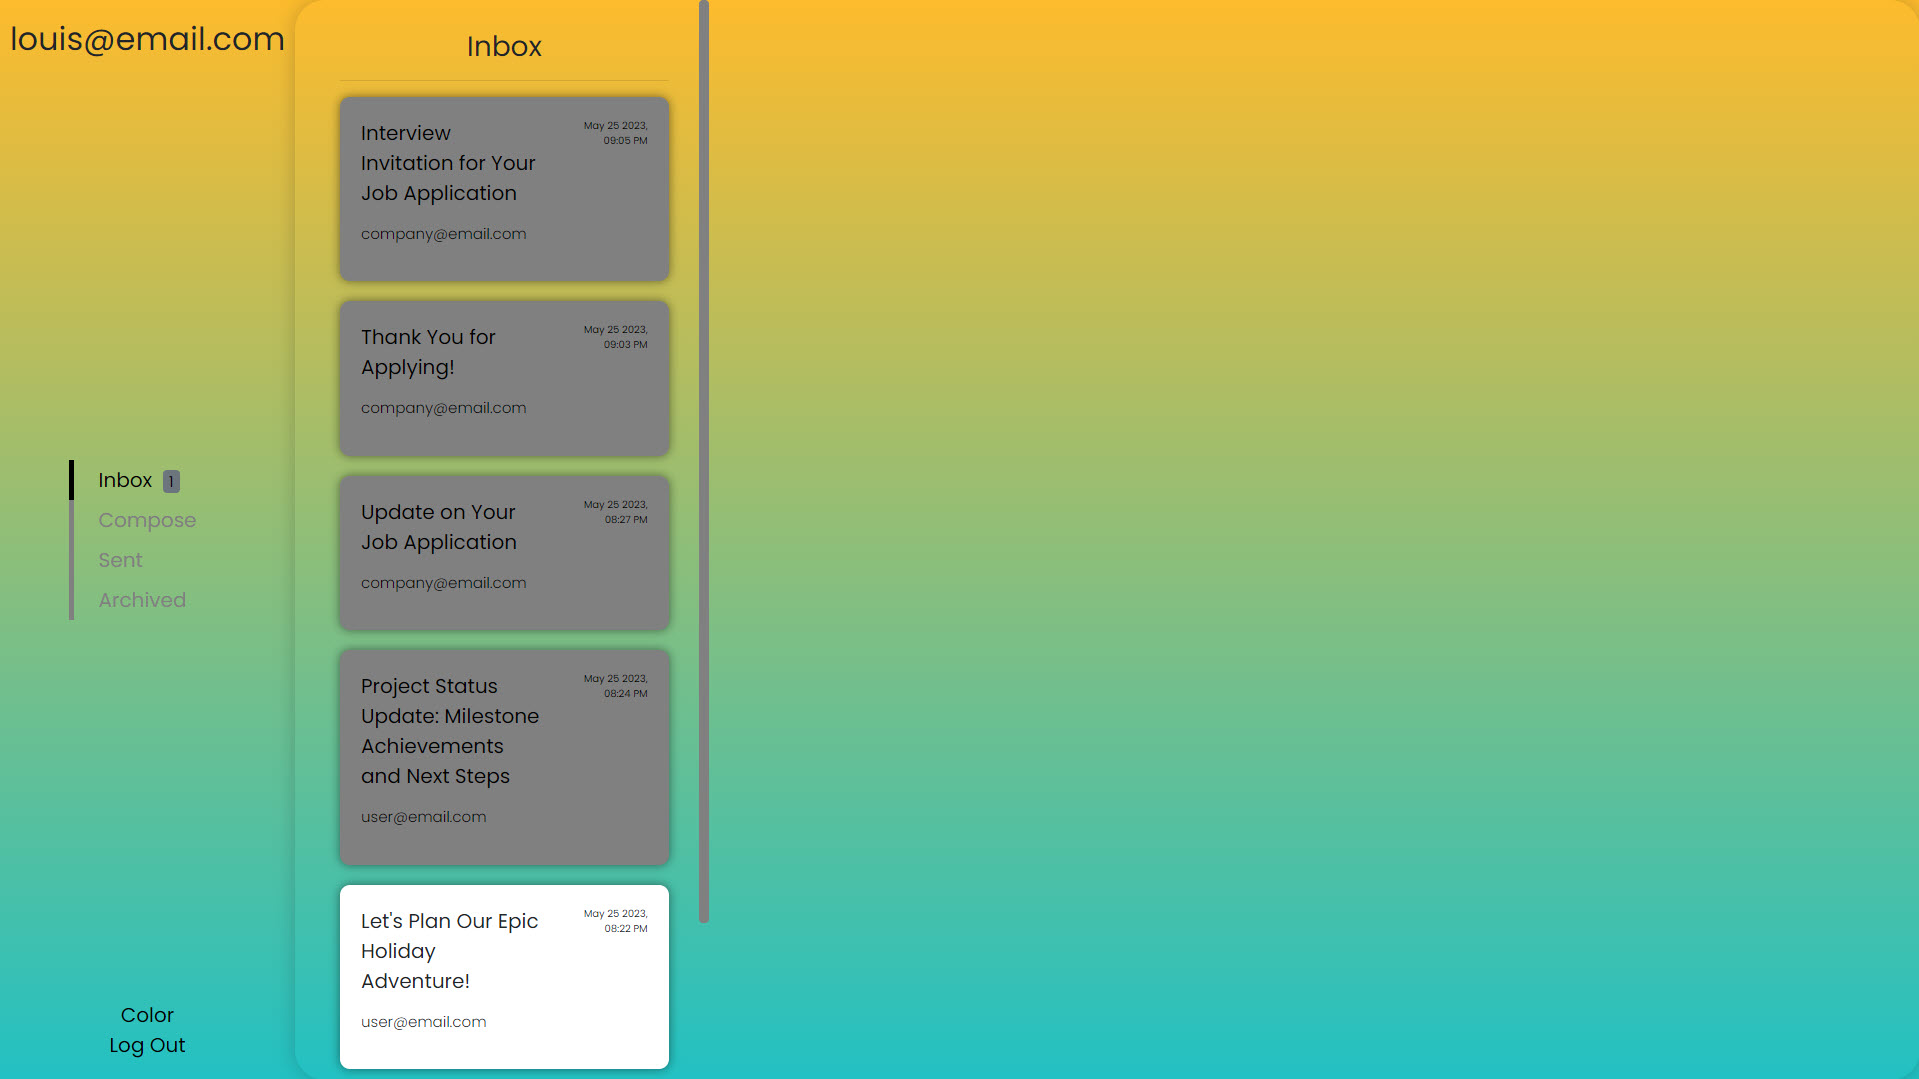 louis@email.com
Inbox 1
Compose
Sent
Archived
Color
Log Out
Inbox
Interview
Invitation for Your
Job Application
May 25 2023,
09:05 PM
company@email.com
Thank You for
Applying!
May 25 2023,
09:03 PM
company@email.com
Update on Your
Job Application
May 25 2023,
08:27 PM
company@email.com
Project Status
Update: Milestone
Achievements
and Next Steps
May 25 2023,
08:24 PM
user@email.com
Let's Plan Our Epic
Holiday
Adventure!
May 25 2023,
08:22 PM
user@email.com